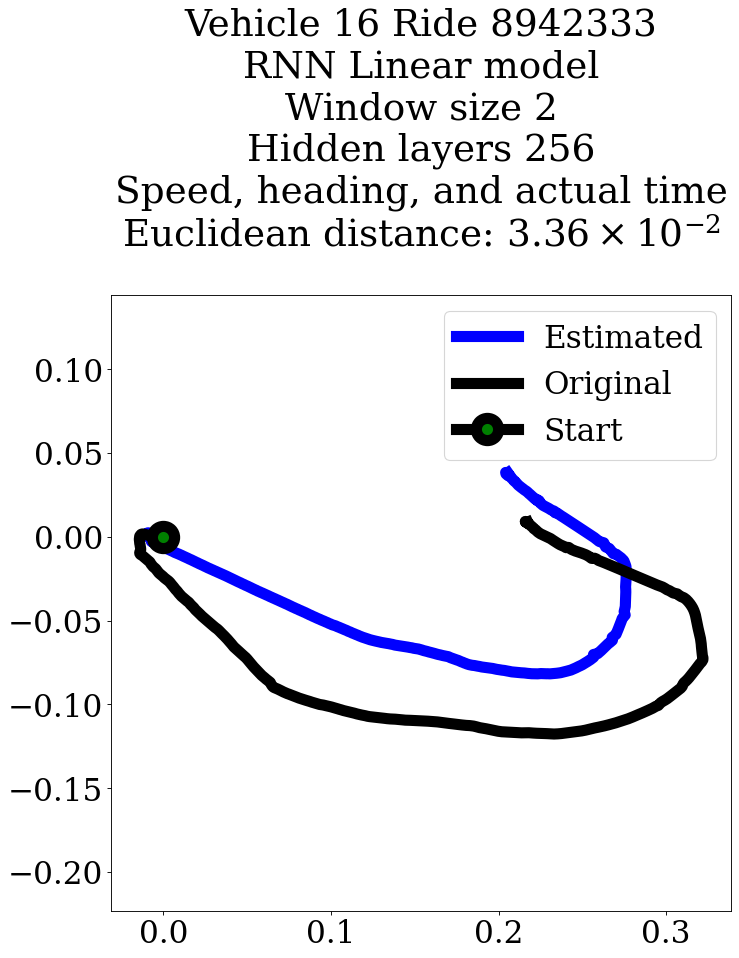 Vehicle 16 Ride 8942333
RNN Linear model
Window size 2
Hidden layers 256
Speed, heading, and actual time
Euclidean distance: 3.36 × 10⁻²
Estimated
Original
Start
0.10
0.05
0.00
−0.05
−0.10
−0.15
−0.20
0.0 0.1 0.2 0.3